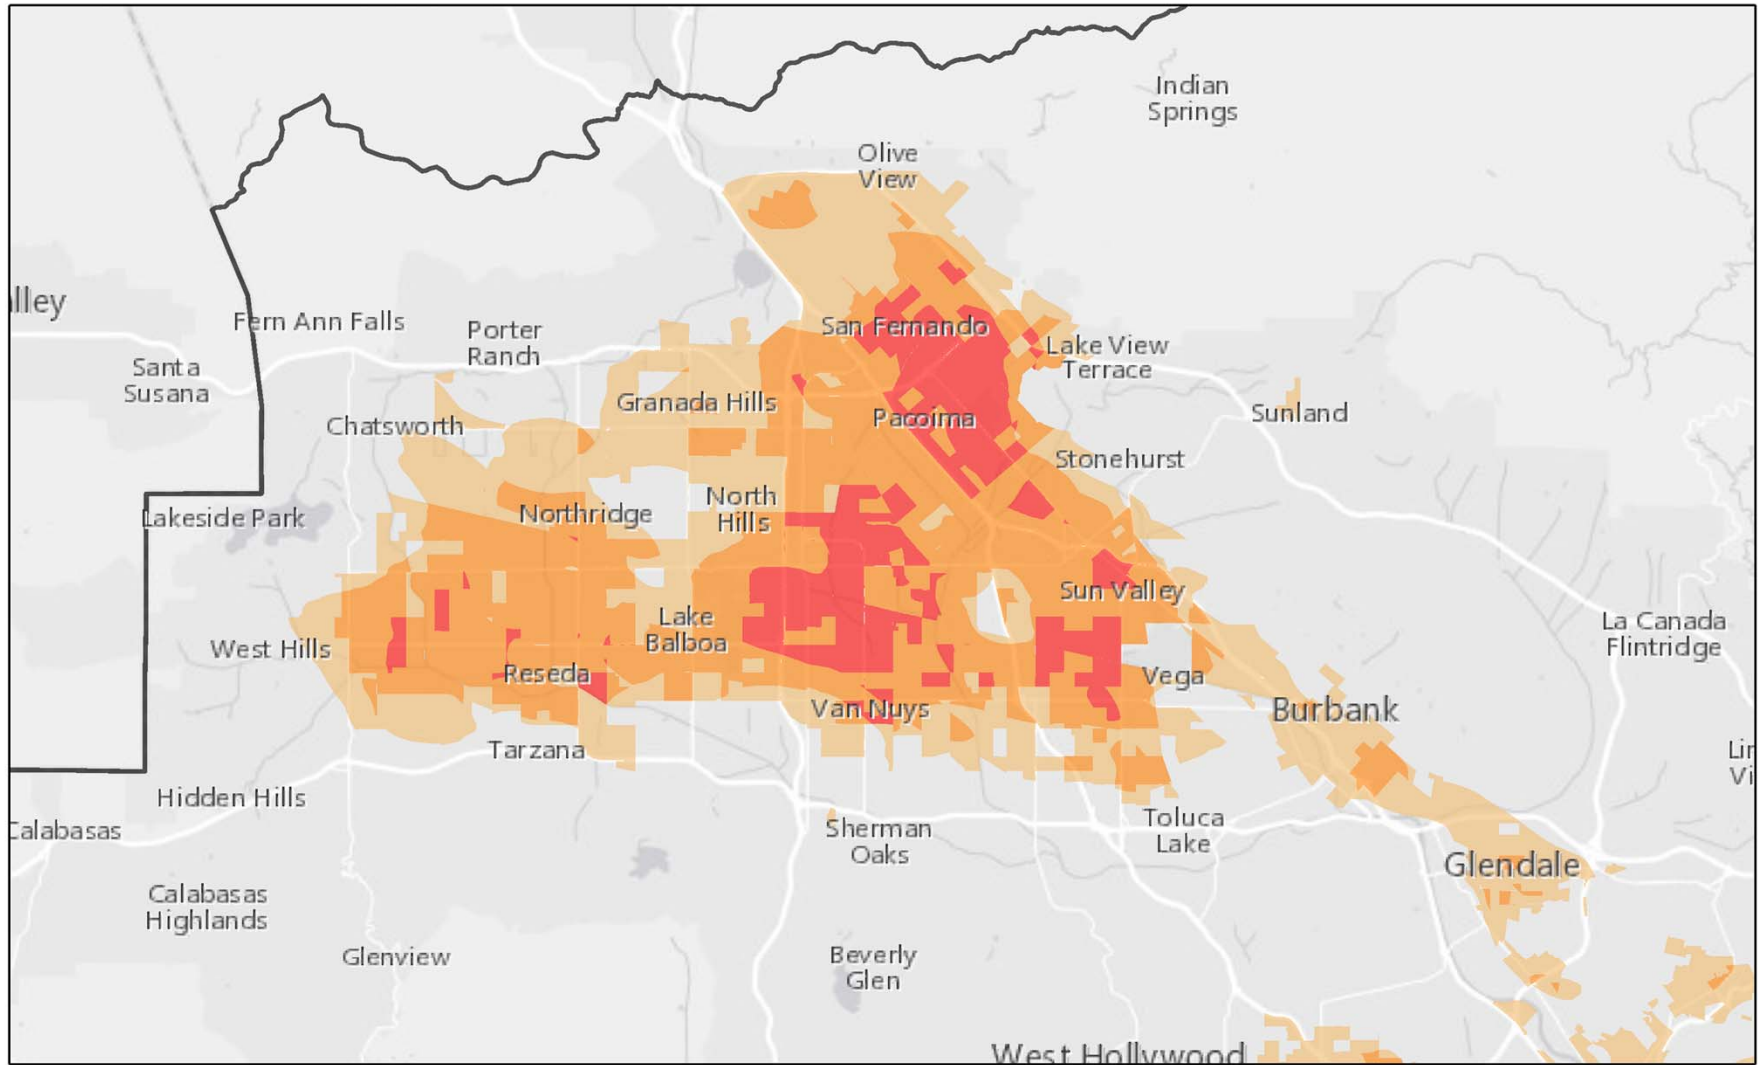 Indian
Springs
Olive
View
lley
Fern Ann Falls
Porter
Ranch
San Fernando
Lake View
Terrace
Santa
Susana
Granada Hills
Pacoima
Sunland
Chatsworth
Stonehurst
North
Hills
Northridge
Lakeside Park
Sun Valley
Lake
Balboa
La Canada
Flintridge
West Hills
Reseda
Vega
Van Nuys
Burbank
Tarzana
Lin
Vi
Hidden Hills
Calabasas
Sherman
Oaks
Toluca
Lake
Glendale
Calabasas
Highlands
Glenview
Beverly
Glen
West Hollywood